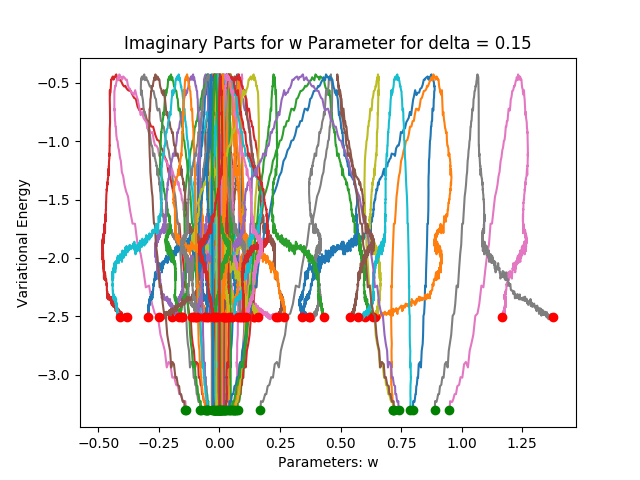 Imaginary Parts for w Parameter for delta = 0.15
Variational Energy
−0.5
−1.0
−1.5
−2.0
−2.5
−3.0
−0.50 −0.25 0.00 0.25 0.50 0.75 1.00 1.25
Parameters: w